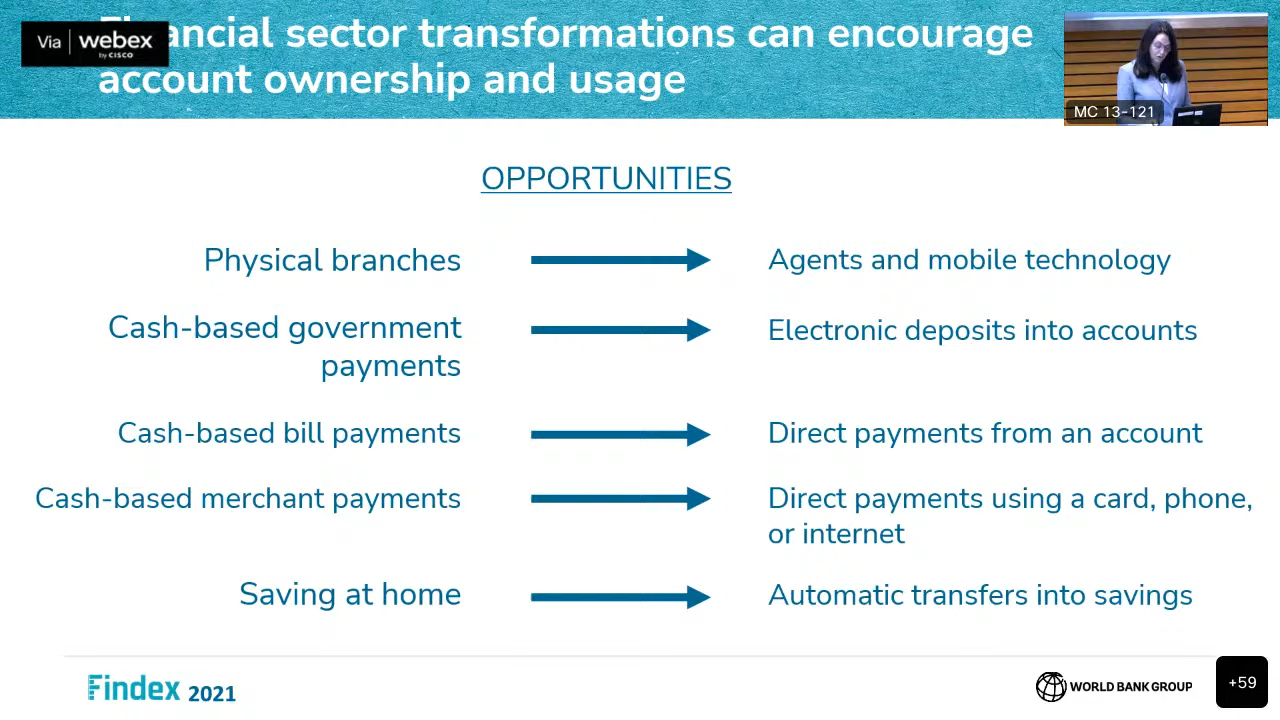 Via webex
by CISCO
Financial sector transformations can encourage
account ownership and usage
MC 13-121
OPPORTUNITIES
Physical branches
Agents and mobile technology
Cash-based government
payments
Electronic deposits into accounts
Cash-based bill payments
Direct payments from an account
Cash-based merchant payments
Direct payments using a card, phone,
or internet
Saving at home
Automatic transfers into savings
Findex 2021
WORLD BANK GROUP
+59